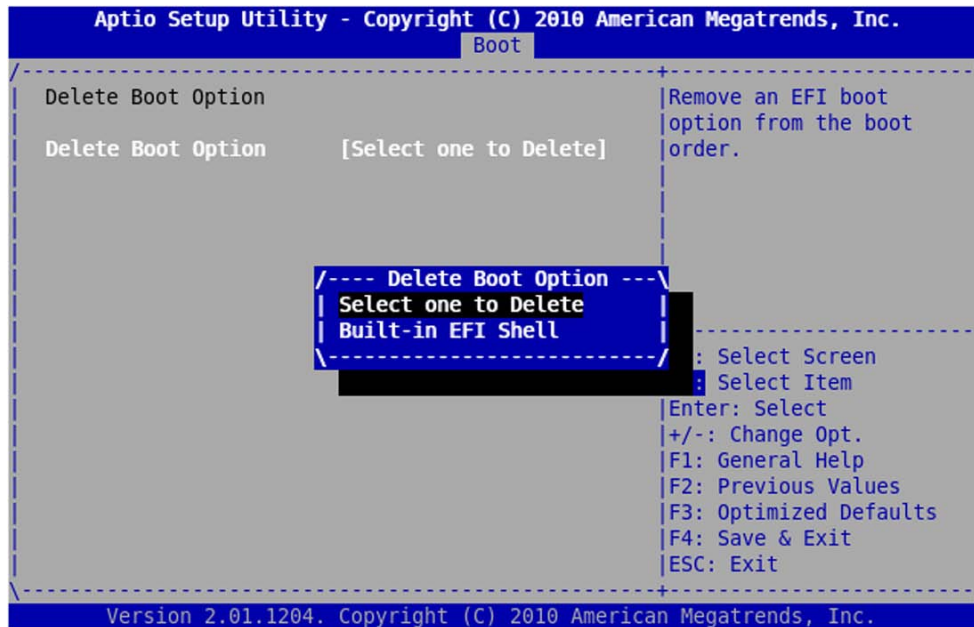 Aptio Setup Utility - Copyright (C) 2010 American Megatrends, Inc.
Boot
Delete Boot Option
Delete Boot Option [Select one to Delete]
Remove an EFI boot
option from the boot
order.
Delete Boot Option
Select one to Delete
Built-in EFI Shell
: Select Screen
: Select Item
Enter: Select
+/-: Change Opt.
F1: General Help
F2: Previous Values
F3: Optimized Defaults
F4: Save & Exit
ESC: Exit
Version 2.01.1204. Copyright (C) 2010 American Megatrends, Inc.